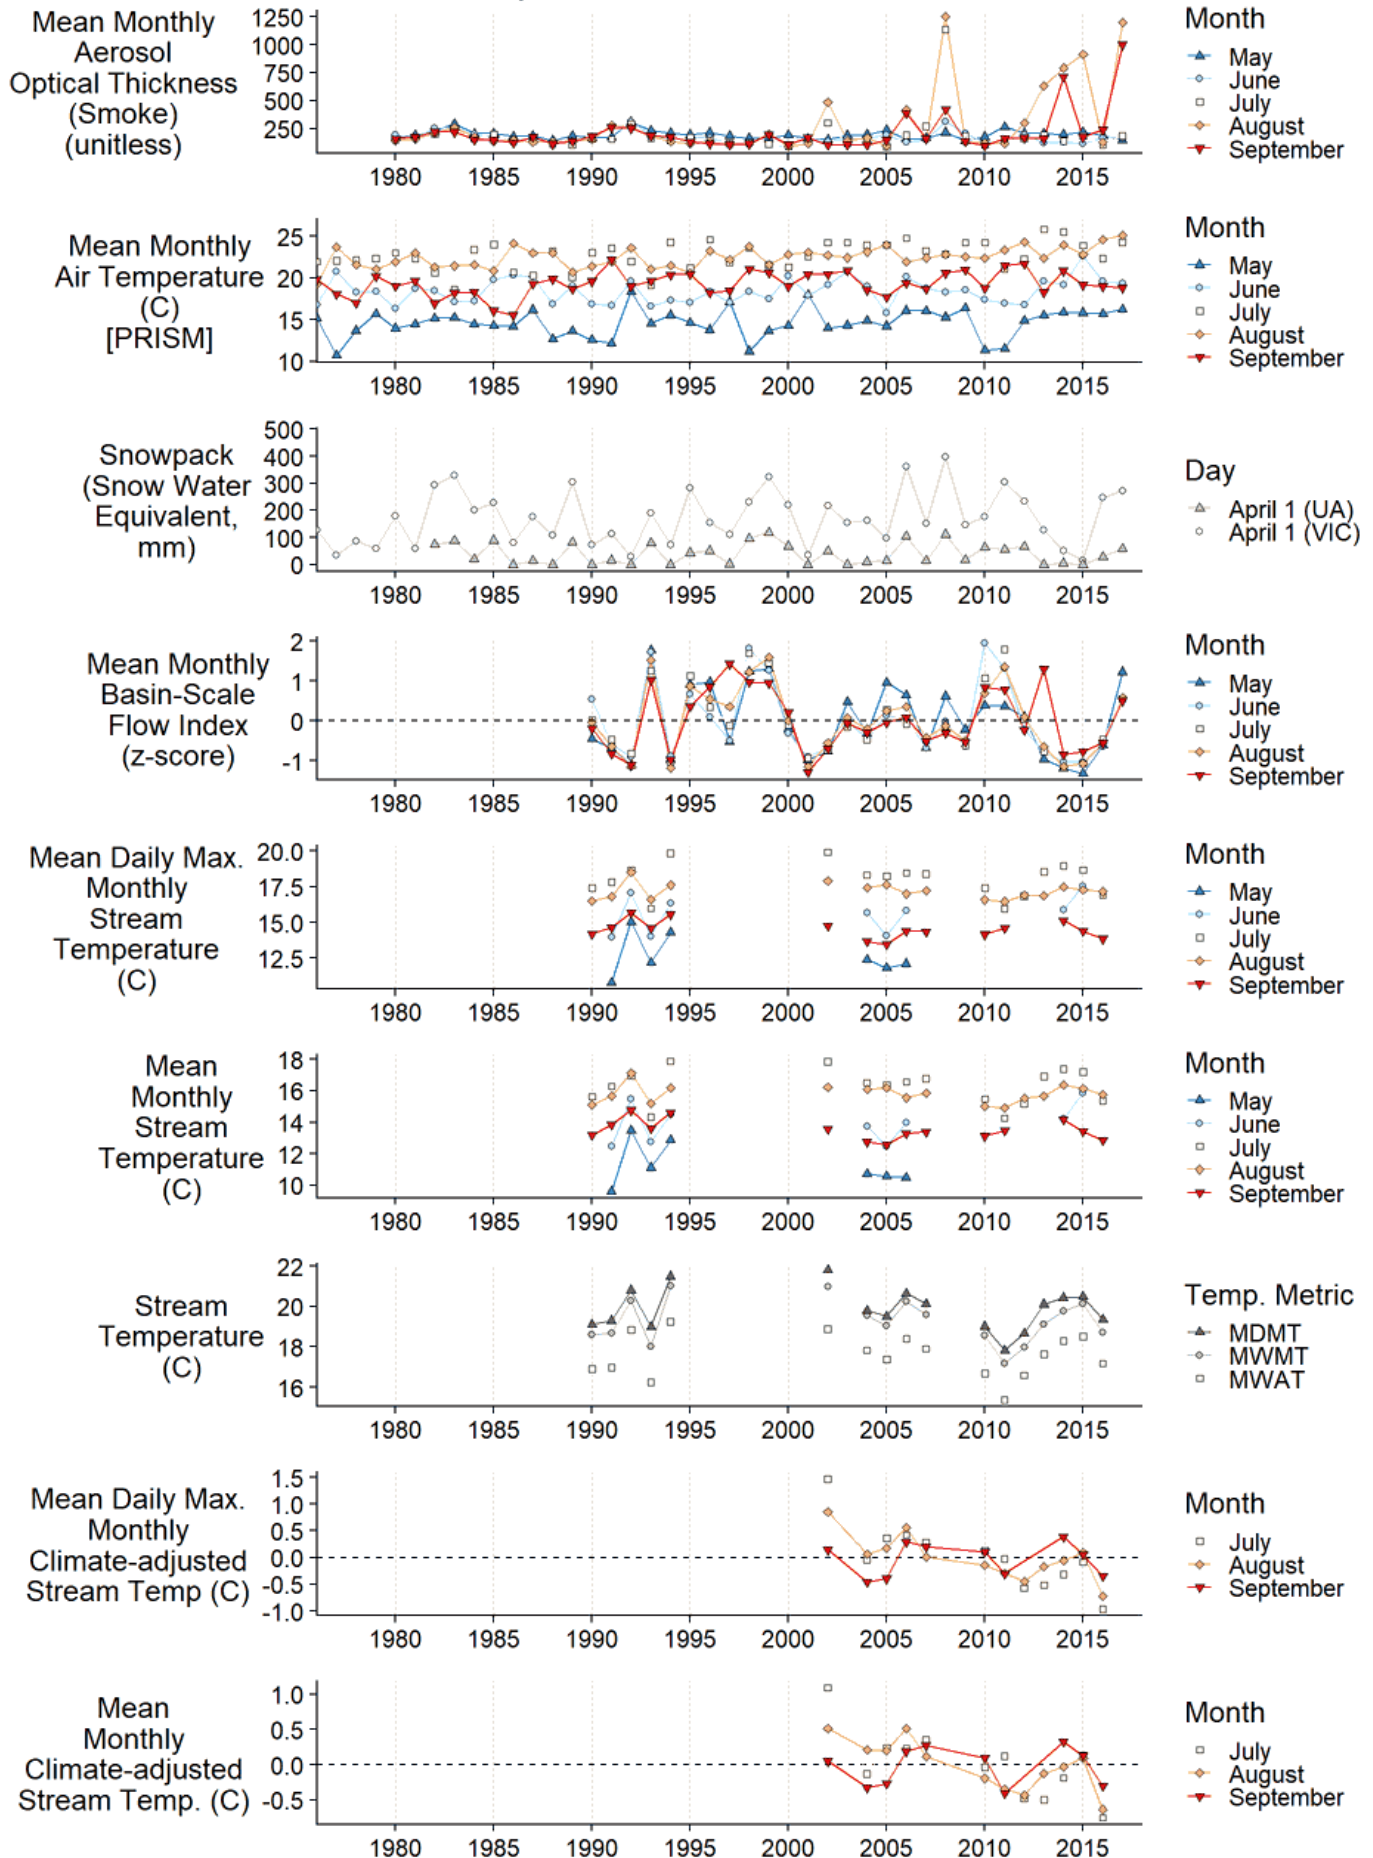 Mean Monthly
Aerosol
Optical Thickness
(Smoke)
(unitless)
1250
1000
750
500
250
1980 1985 1990 1995 2000 2005 2010 2015
Month
May
June
July
August
September
Mean Monthly
Air Temperature
(C)
[PRISM]
25
20
15
10
1980 1985 1990 1995 2000 2005 2010 2015
Month
May
June
July
August
September
Snowpack
(Snow Water
Equivalent,
mm)
500
400
300
200
100
0
1980 1985 1990 1995 2000 2005 2010 2015
Day
April 1 (UA)
April 1 (VIC)
Mean Monthly
Basin-Scale
Flow Index
(z-score)
2
1
0
-1
1980 1985 1990 1995 2000 2005 2010 2015
Month
May
June
July
August
September
Mean Daily Max.
Monthly
Stream
Temperature
(C)
20.0
17.5
15.0
12.5
1980 1985 1990 1995 2000 2005 2010 2015
Month
May
June
July
August
September
Mean
Monthly
Stream
Temperature
(C)
18
16
14
12
10
1980 1985 1990 1995 2000 2005 2010 2015
Month
May
June
July
August
September
Stream
Temperature
(C)
22
20
18
16
1980 1985 1990 1995 2000 2005 2010 2015
Temp. Metric
MDMT
MWMT
MWAT
Mean Daily Max.
Monthly
Climate-adjusted
Stream Temp (C)
1.5
1.0
0.5
0.0
-0.5
-1.0
1980 1985 1990 1995 2000 2005 2010 2015
Month
July
August
September
Mean
Monthly
Climate-adjusted
Stream Temp. (C)
1.0
0.5
0.0
-0.5
1980 1985 1990 1995 2000 2005 2010 2015
Month
July
August
September